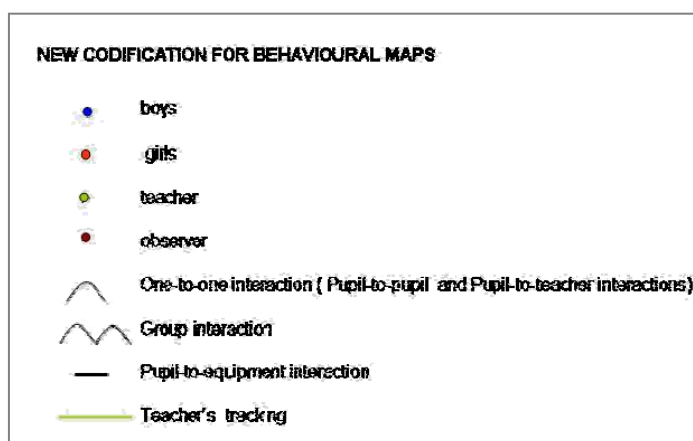 NEW CODIFICATION FOR BEHAVIOURAL MAPS
boys
girls
teacher
observer
One-to-one interaction ( Pupil-to-pupil and Pupil-to-teacher interactions)
Group interaction
Pupil-to-equipment interaction
Teacher's tracking